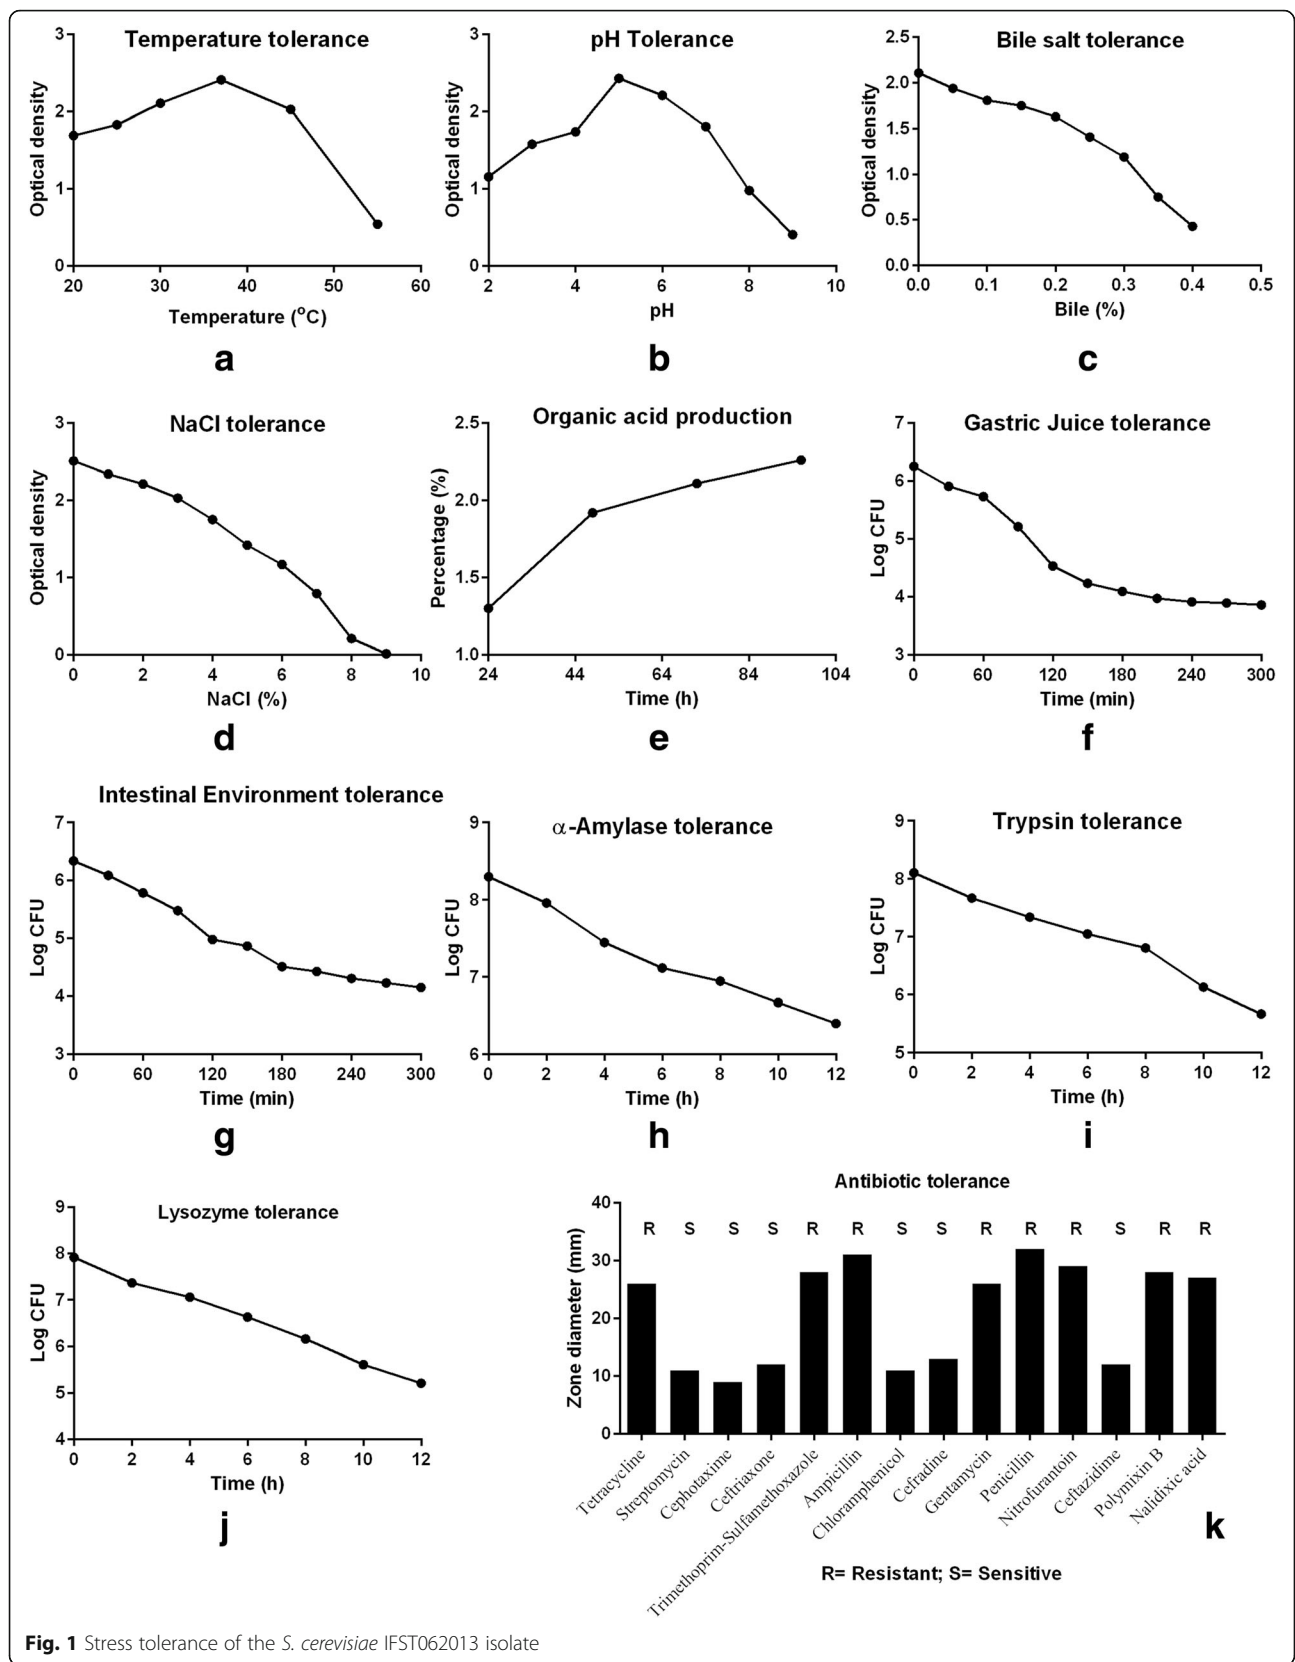 Temperature tolerance
3
2
1
0
Optical density
20 30 40 50 60
Temperature (°C)
a
pH Tolerance
3
2
1
0
Optical density
2 4 6 8 10
pH
b
Bile salt tolerance
2.5
2.0
1.5
1.0
0.5
0.0
Optical density
0.0 0.1 0.2 0.3 0.4 0.5
Bile (%)
c
NaCl tolerance
3
2
1
0
Optical density
0 2 4 6 8 10
NaCl (%)
d
Organic acid production
2.5
2.0
1.5
1.0
Percentage (%)
24 44 64 84 104
Time (h)
e
Gastric Juice tolerance
7
6
5
4
3
Log CFU
0 60 120 180 240 300
Time (min)
f
Intestinal Environment tolerance
7
6
5
4
3
Log CFU
0 60 120 180 240 300
Time (min)
g
α-Amylase tolerance
9
8
7
6
Log CFU
0 2 4 6 8 10 12
Time (h)
h
Trypsin tolerance
9
8
7
6
5
Log CFU
0 2 4 6 8 10 12
Time (h)
i
Lysozyme tolerance
9
8
7
6
5
4
Log CFU
0 2 4 6 8 10 12
Time (h)
j
Antibiotic tolerance
40
30
20
10
0
Zone diameter (mm)
R S S S R R S S R R R S R R
Tetracycline
Streptomycin
Cephotaxime
Ceftriaxone
Trimethoprim-Sulfamethoxazole
Ampicillin
Chloramphenicol
Cefradine
Gentamycin
Penicillin
Nitrofurantoin
Ceftazidime
Polymixin B
Nalidixic acid
k
R= Resistant; S= Sensitive
Fig. 1 Stress tolerance of the S. cerevisiae IFST062013 isolate